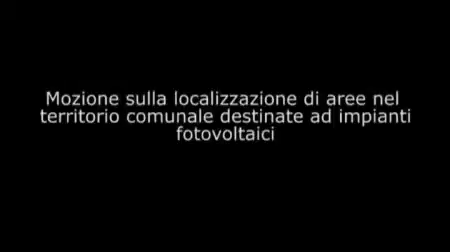 Mozione sulla localizzazione di aree nel
territorio comunale destinate ad impianti
fotovoltaici